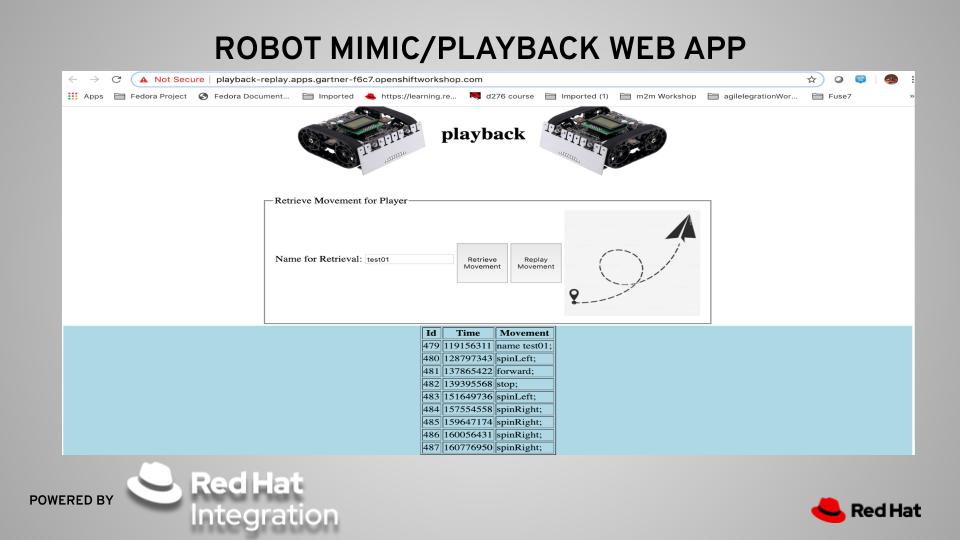 ROBOT MIMIC/PLAYBACK WEB APP
Not Secure | playback-replay.apps.gartner-f6c7.openshiftworkshop.com
Apps Fedora Project Fedora Document... Imported https://learning.re... d276 course Imported (1) m2m Workshop agileIegrationWor... Fuse7 »
playback
Retrieve Movement for Player
Name for Retrieval: test01
Retrieve Movement
Replay Movement
Id Time Movement
479 119156311 name test01;
480 128797343 spinLeft;
481 137865422 forward;
482 139395568 stop;
483 151649736 spinLeft;
484 157554558 spinRight;
485 159647174 spinRight;
486 160056431 spinRight;
487 160776950 spinRight;
POWERED BY
Red Hat
Integration
Red Hat